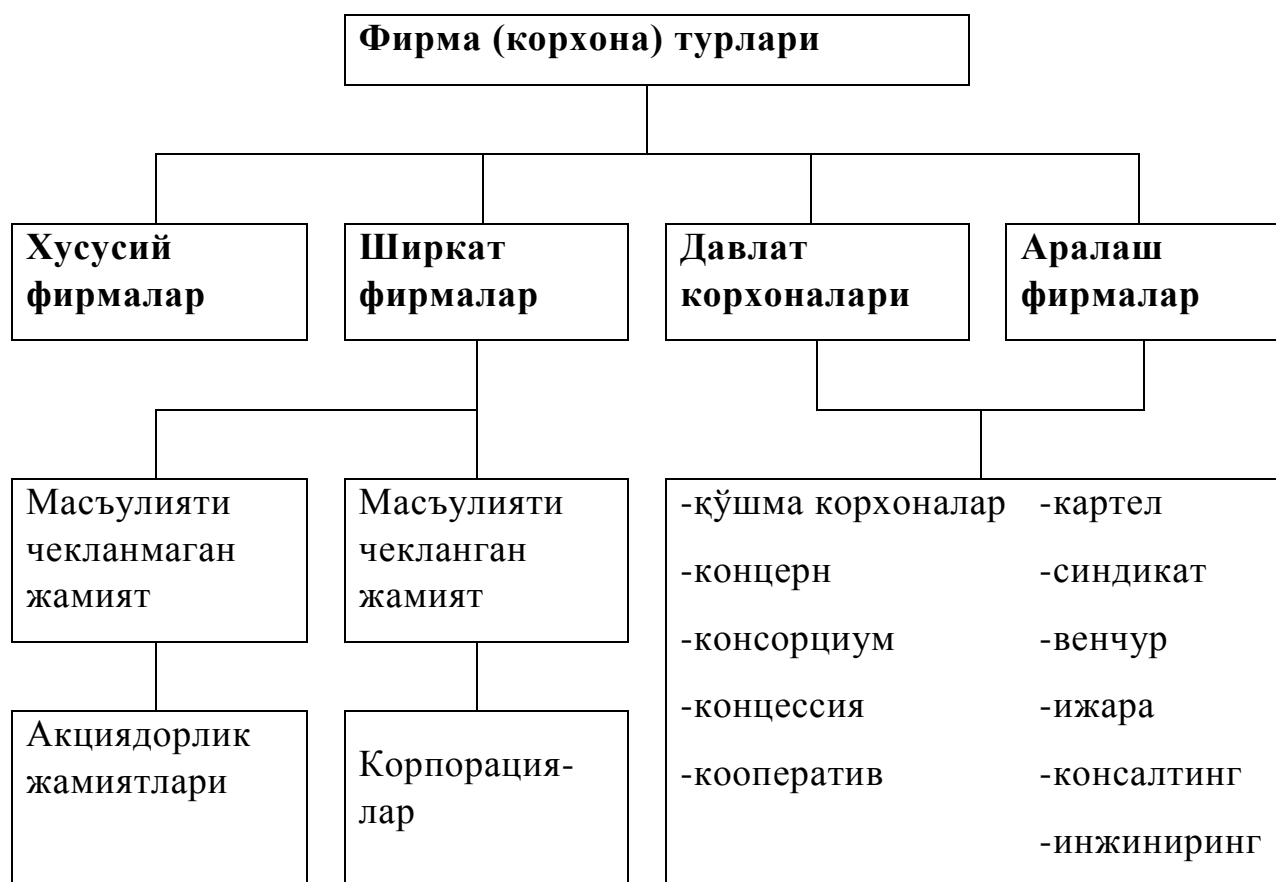 Фирма (корхона) турлари
Хусусий
фирмалар
Ширкат
фирмалар
Давлат
корхоналари
Аралаш
фирмалар
Масъулияти
чекланмаган
жамият
Масъулияти
чекланган
жамият
Акциядорлик
жамиятлари
Корпорация-
лар
-қўшма корхоналар
-концерн
-консорциум
-концессия
-кооператив
-картел
-синдикат
-венчур
-ижара
-консалтинг
-инжиниринг